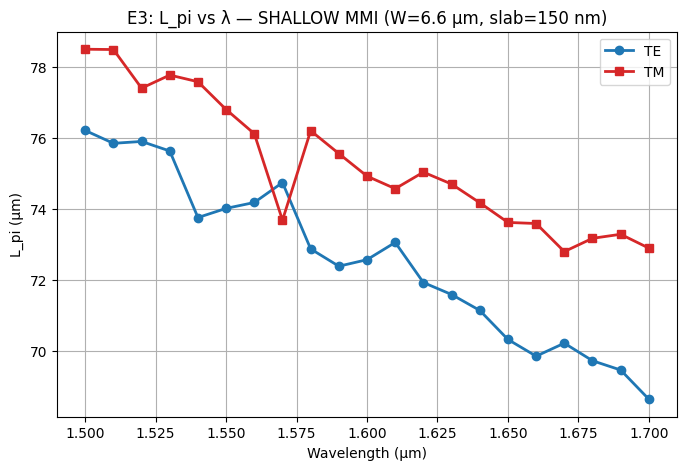 E3: L_pi vs λ — SHALLOW MMI (W=6.6 μm, slab=150 nm)
TE
TM
78
76
74
72
70
L_pi (μm)
1.500 1.525 1.550 1.575 1.600 1.625 1.650 1.675 1.700
Wavelength (μm)